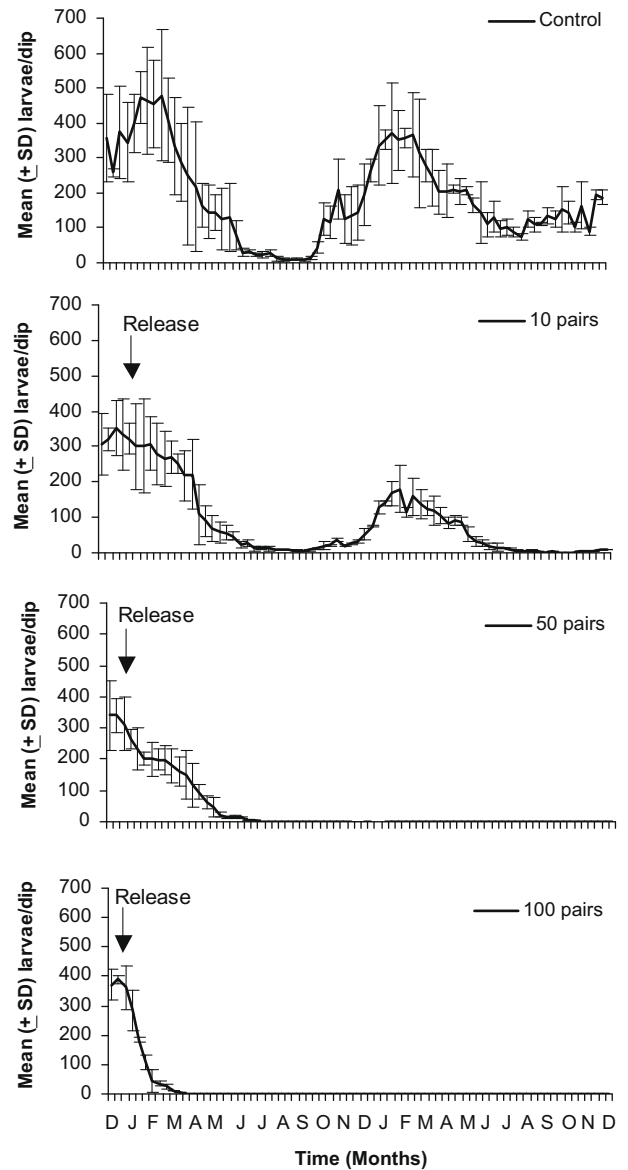 Control
700
600
500
400
300
200
100
0
Mean (± SD) larvae/dip
Release
10 pairs
700
600
500
400
300
200
100
0
Mean (± SD) larvae/dip
Release
50 pairs
700
600
500
400
300
200
100
0
Mean (± SD) larvae/dip
Release
100 pairs
700
600
500
400
300
200
100
0
Mean (± SD) larvae/dip
D J F M A M J J A S O N D J F M A M J J A S O N D
Time (Months)